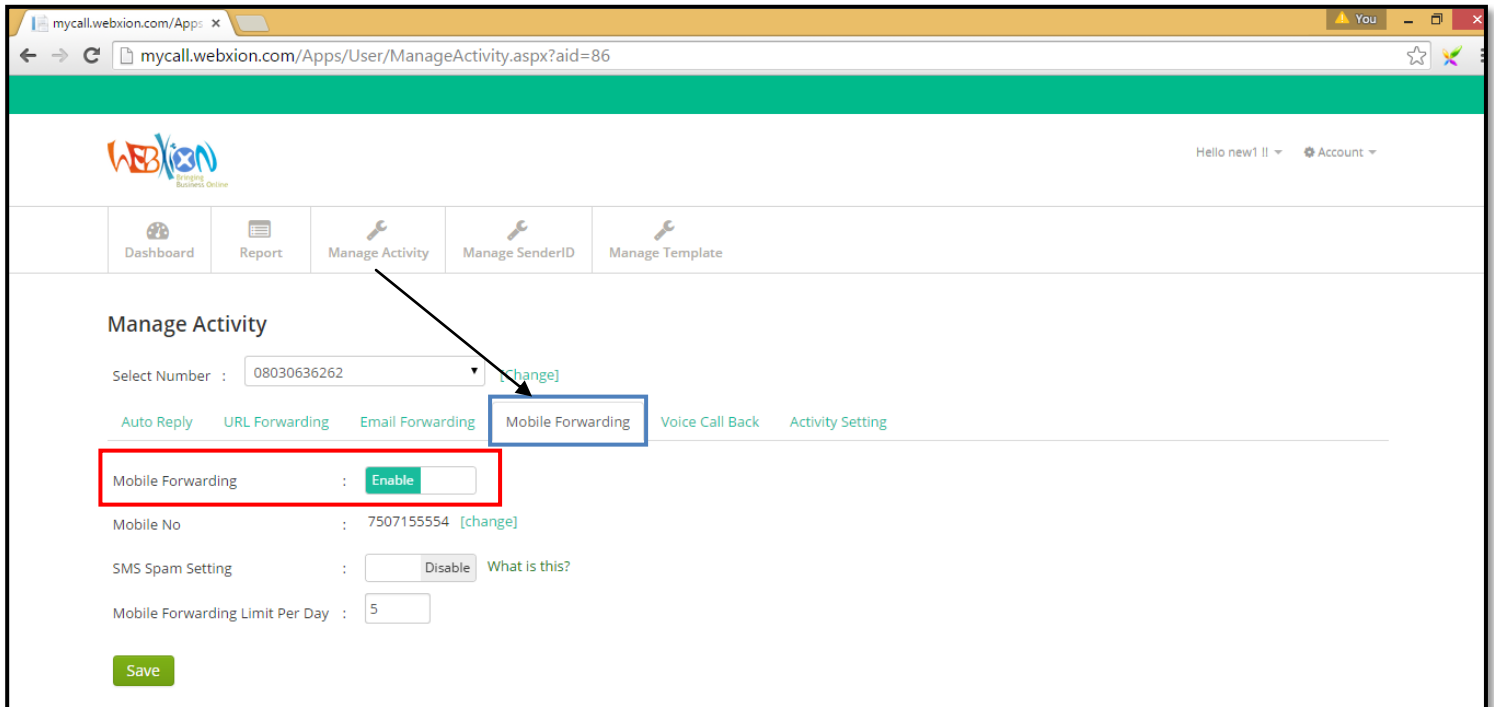 mycall.webxion.com/Apps
You
mycall.webxion.com/Apps/User/ManageActivity.aspx?aid=86
WEBXION
Bringing
Business Online
Hello new1 !! Account
Dashboard Report Manage Activity Manage SenderID Manage Template
Manage Activity
Select Number : 08030636262 [Change]
Auto Reply URL Forwarding Email Forwarding Mobile Forwarding Voice Call Back Activity Setting
Mobile Forwarding : Enable
Mobile No : 7507155554 [change]
SMS Spam Setting : Disable What is this?
Mobile Forwarding Limit Per Day : 5
Save